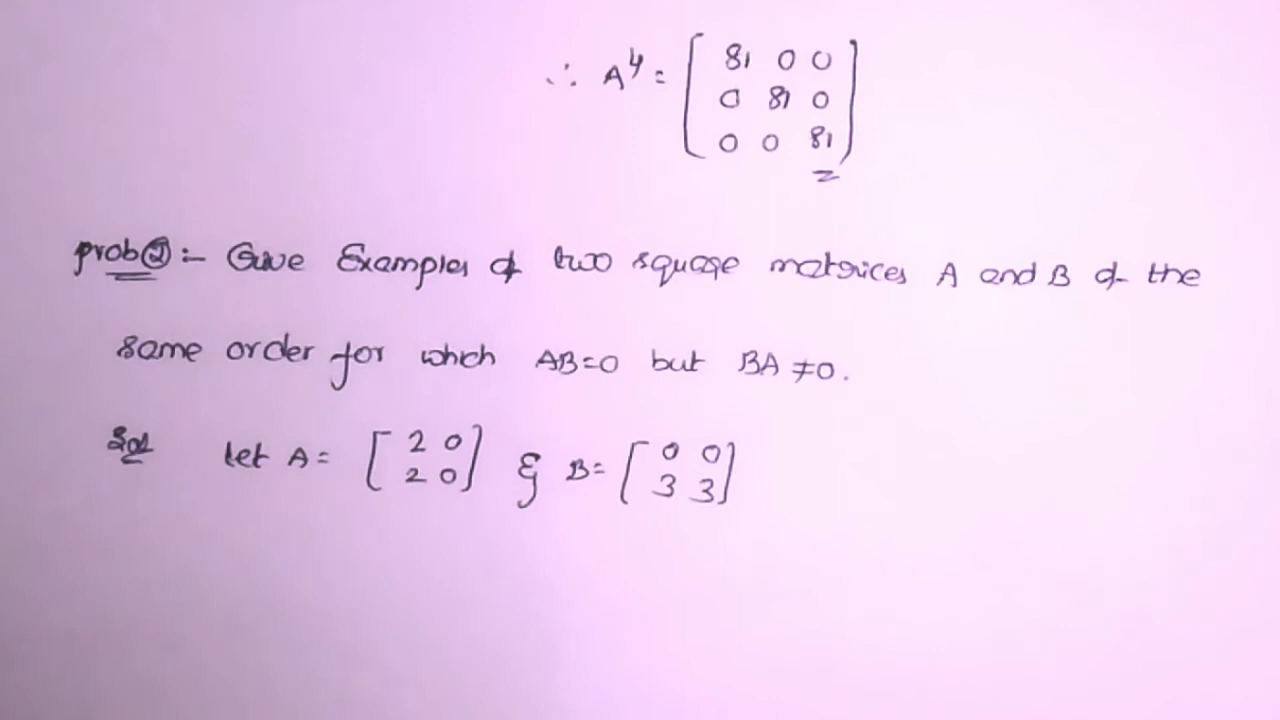 ∴ A⁴ = [ 81 0 0
0 81 0
0 0 81 ]
prob② :- Give Examples of two square matrices A and B of the
same order for which AB=0 but BA ≠0.
Sol let A = [ 2 0 ] & B = [ 0 0 ]
[ 2 0 ] [ 3 3 ]